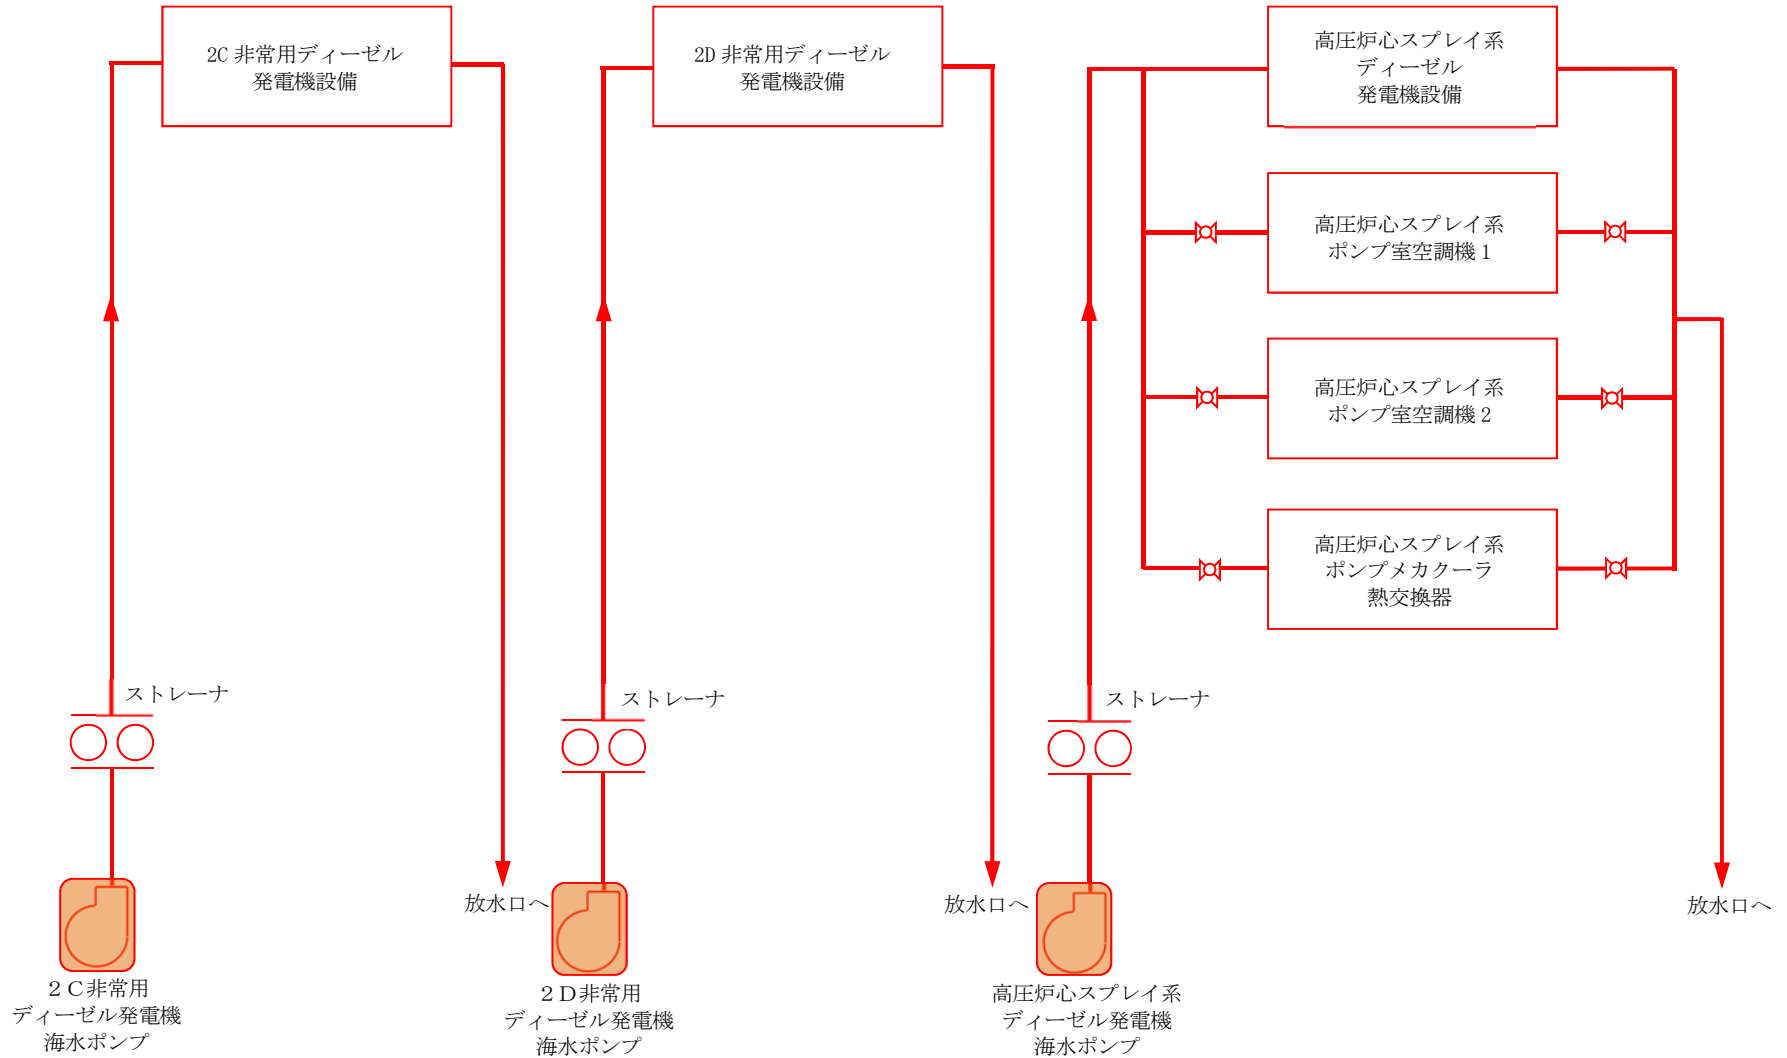 2C 非常用ディーゼル
発電機設備
2D 非常用ディーゼル
発電機設備
高圧炉心スプレイ系
ディーゼル
発電機設備
高圧炉心スプレイ系
ポンプ室空調機 1
高圧炉心スプレイ系
ポンプ室空調機 2
高圧炉心スプレイ系
ポンプメカクーラ
熱交換器
ストレーナ
ストレーナ
ストレーナ
放水口へ
放水口へ
放水口へ
２Ｃ非常用
ディーゼル発電機
海水ポンプ
２Ｄ非常用
ディーゼル発電機
海水ポンプ
高圧炉心スプレイ系
ディーゼル発電機
海水ポンプ